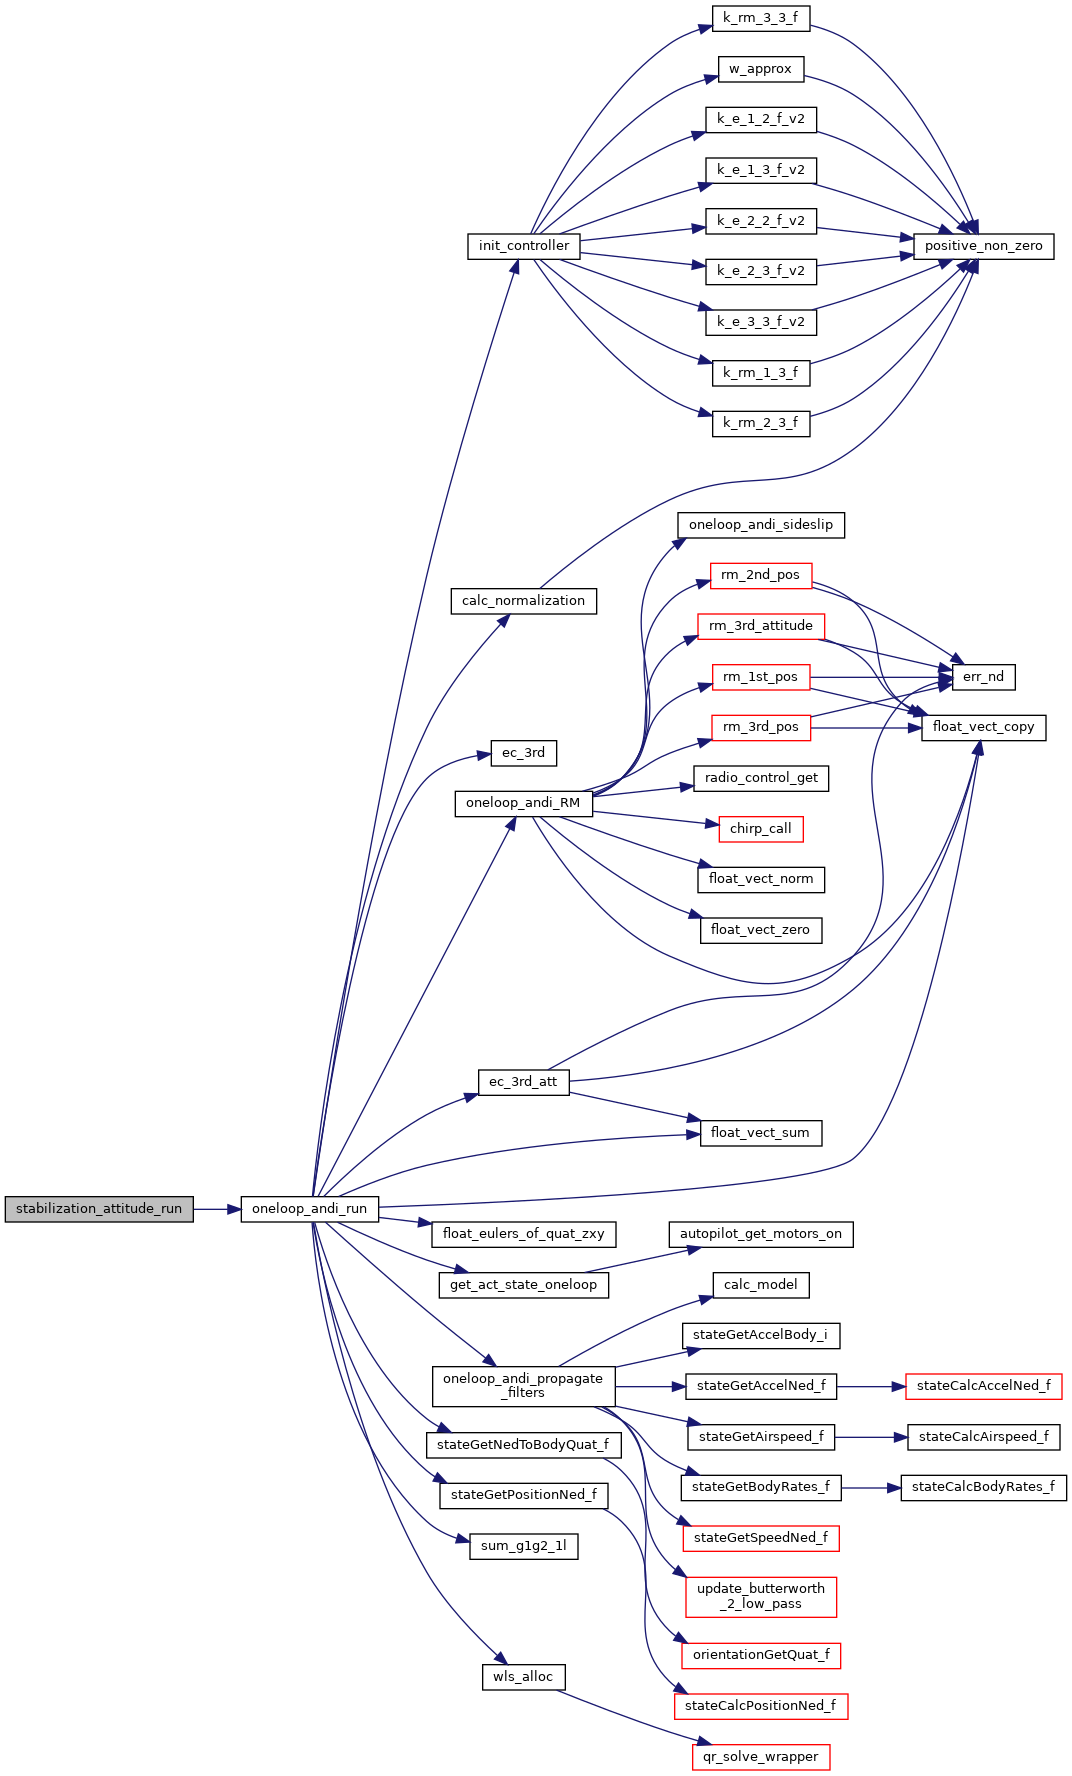 k_rm_3_3_f
w_approx
k_e_1_2_f_v2
k_e_1_3_f_v2
k_e_2_2_f_v2
init_controller
positive_non_zero
k_e_2_3_f_v2
k_e_3_3_f_v2
k_rm_1_3_f
k_rm_2_3_f
oneloop_andi_sideslip
rm_2nd_pos
calc_normalization
rm_3rd_attitude
rm_1st_pos
err_nd
rm_3rd_pos
float_vect_copy
ec_3rd
radio_control_get
oneloop_andi_RM
chirp_call
float_vect_norm
float_vect_zero
ec_3rd_att
float_vect_sum
stabilization_attitude_run
oneloop_andi_run
float_eulers_of_quat_zxy
autopilot_get_motors_on
get_act_state_oneloop
calc_model
stateGetAccelBody_i
oneloop_andi_propagate
_filters
stateGetAccelNed_f
stateCalcAccelNed_f
stateGetAirspeed_f
stateCalcAirspeed_f
stateGetNedToBodyQuat_f
stateGetBodyRates_f
stateCalcBodyRates_f
stateGetPositionNed_f
stateGetSpeedNed_f
sum_g1g2_1l
update_butterworth
_2_low_pass
orientationGetQuat_f
wls_alloc
stateCalcPositionNed_f
qr_solve_wrapper